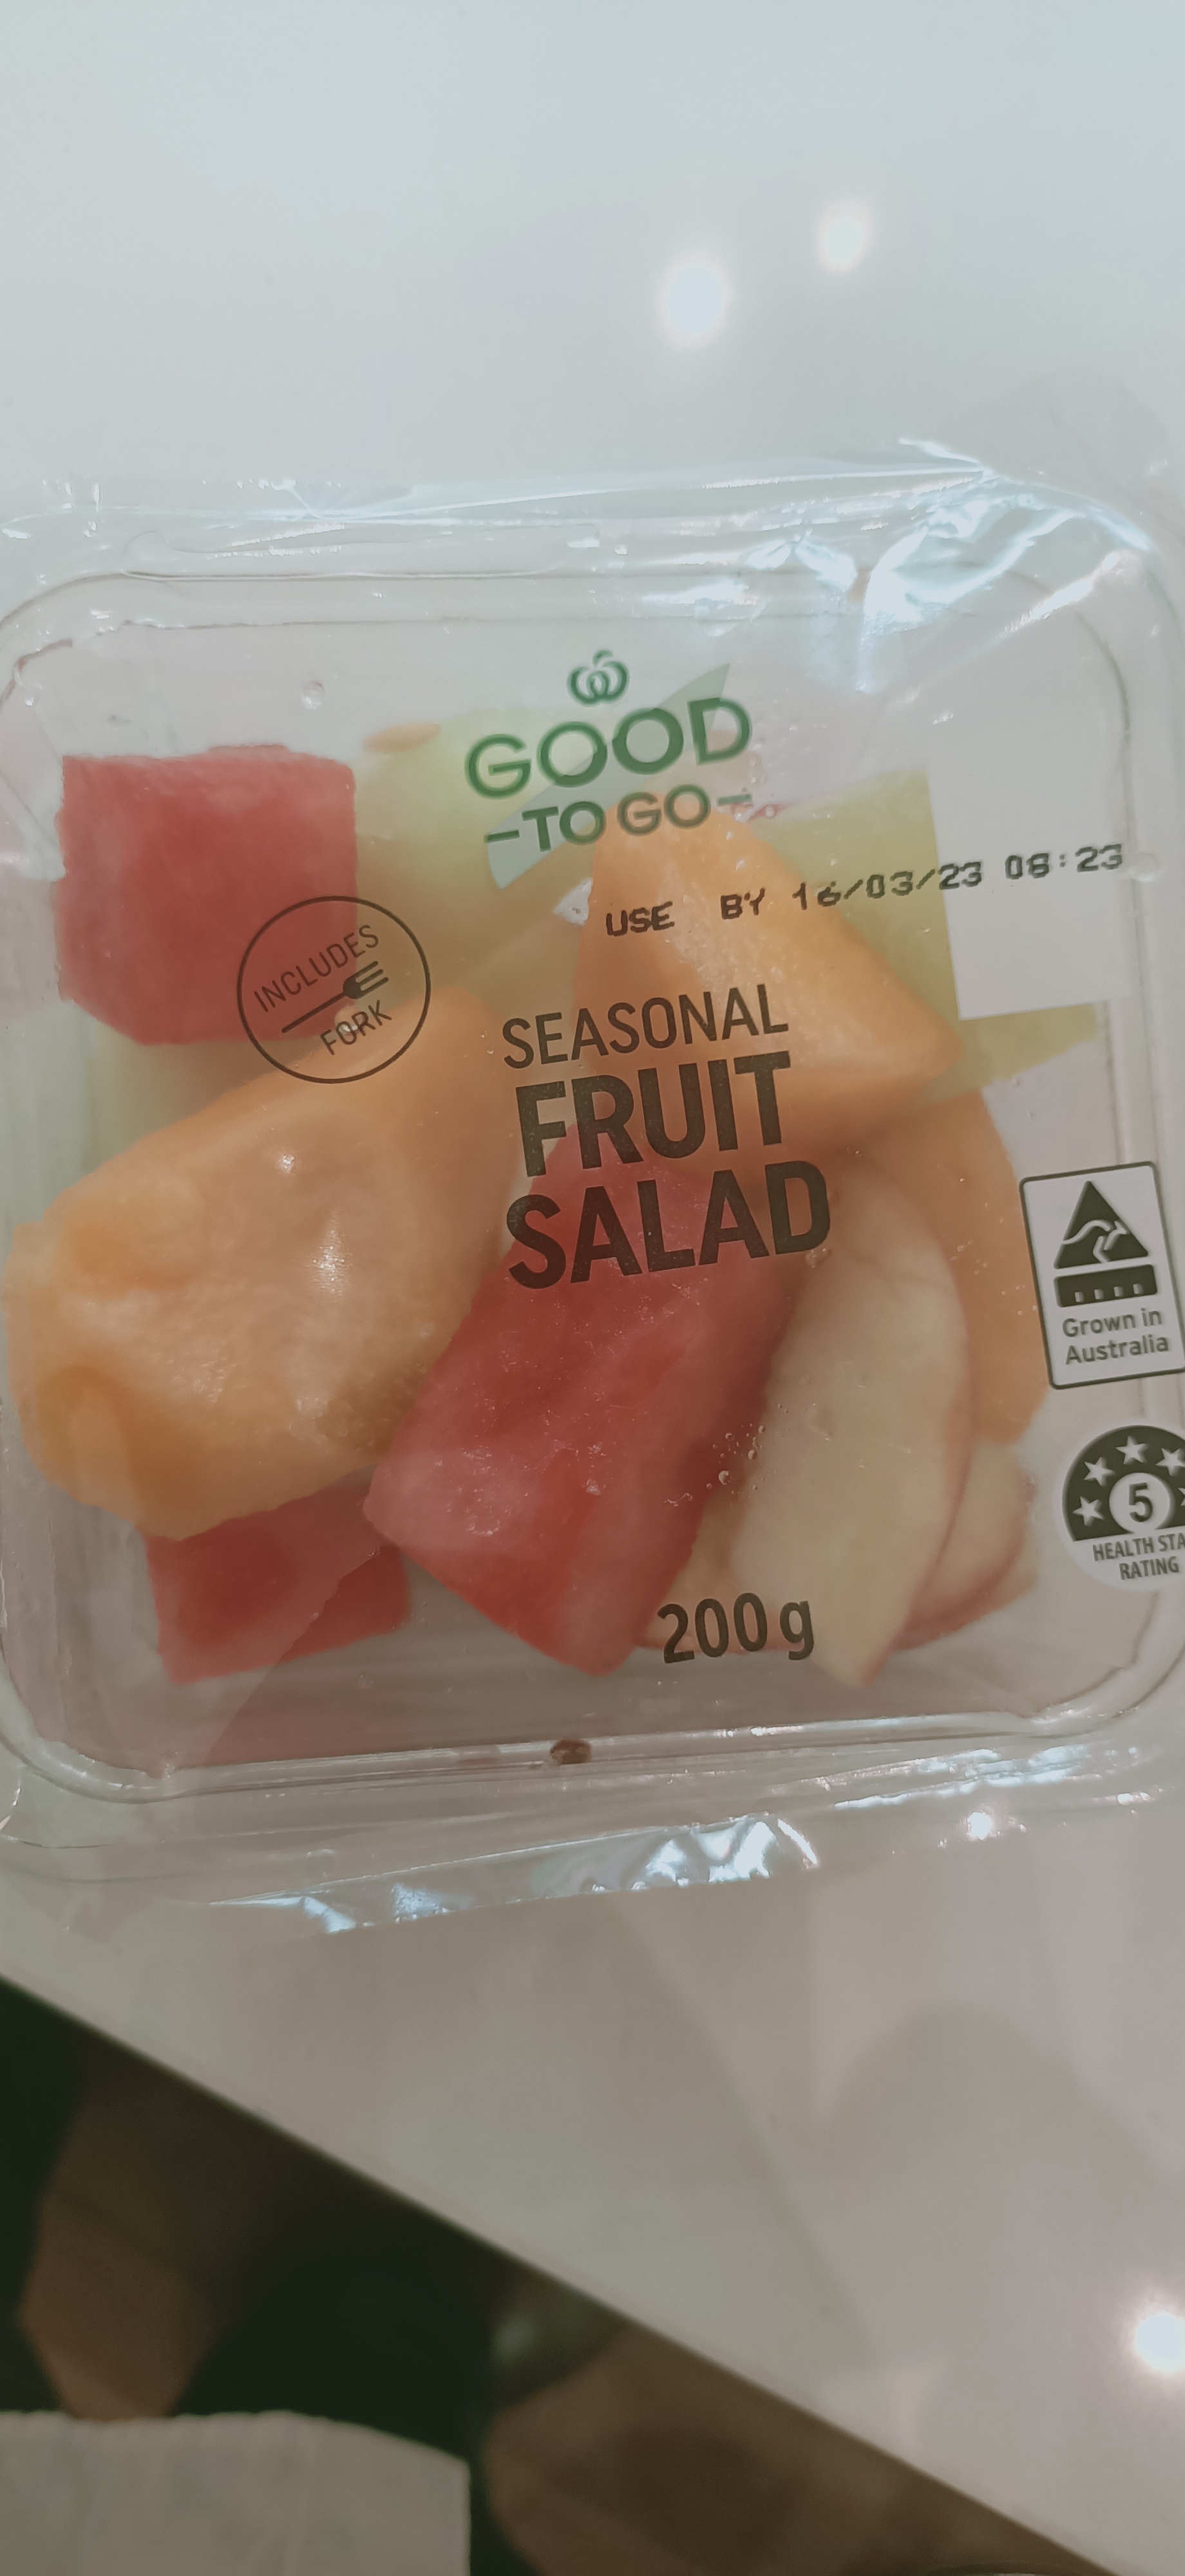 GOOD
-TO GO-
USE BY 16/03/23 08:23
INCLUDES
FORK
SEASONAL
FRUIT
SALAD
Grown in
Australia
5
HEALTH STA
RATING
200g